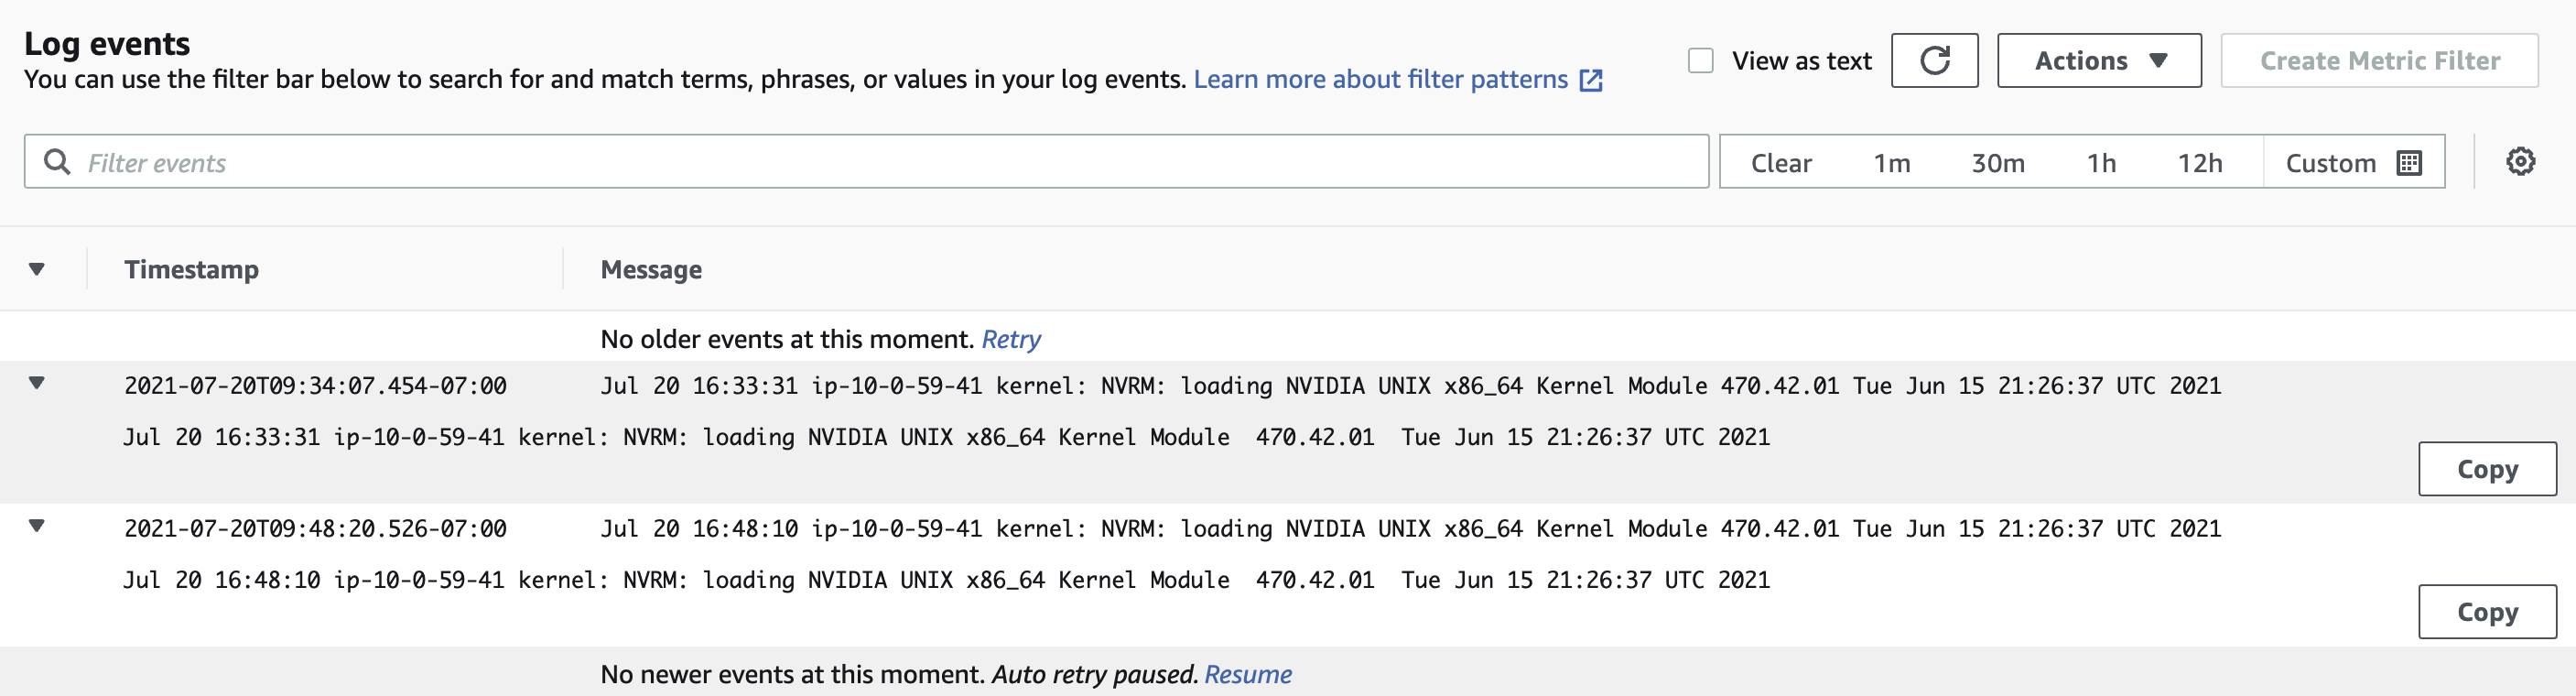 Log events
You can use the filter bar below to search for and match terms, phrases, or values in your log events. Learn more about filter patterns
View as text
Actions
Create Metric Filter
Filter events
Clear 1m 30m 1h 12h Custom
Timestamp Message
No older events at this moment. Retry
2021-07-20T09:34:07.454-07:00 Jul 20 16:33:31 ip-10-0-59-41 kernel: NVRM: loading NVIDIA UNIX x86_64 Kernel Module 470.42.01 Tue Jun 15 21:26:37 UTC 2021
Jul 20 16:33:31 ip-10-0-59-41 kernel: NVRM: loading NVIDIA UNIX x86_64 Kernel Module  470.42.01  Tue Jun 15 21:26:37 UTC 2021
Copy
2021-07-20T09:48:20.526-07:00 Jul 20 16:48:10 ip-10-0-59-41 kernel: NVRM: loading NVIDIA UNIX x86_64 Kernel Module 470.42.01 Tue Jun 15 21:26:37 UTC 2021
Jul 20 16:48:10 ip-10-0-59-41 kernel: NVRM: loading NVIDIA UNIX x86_64 Kernel Module  470.42.01  Tue Jun 15 21:26:37 UTC 2021
Copy
No newer events at this moment. Auto retry paused. Resume